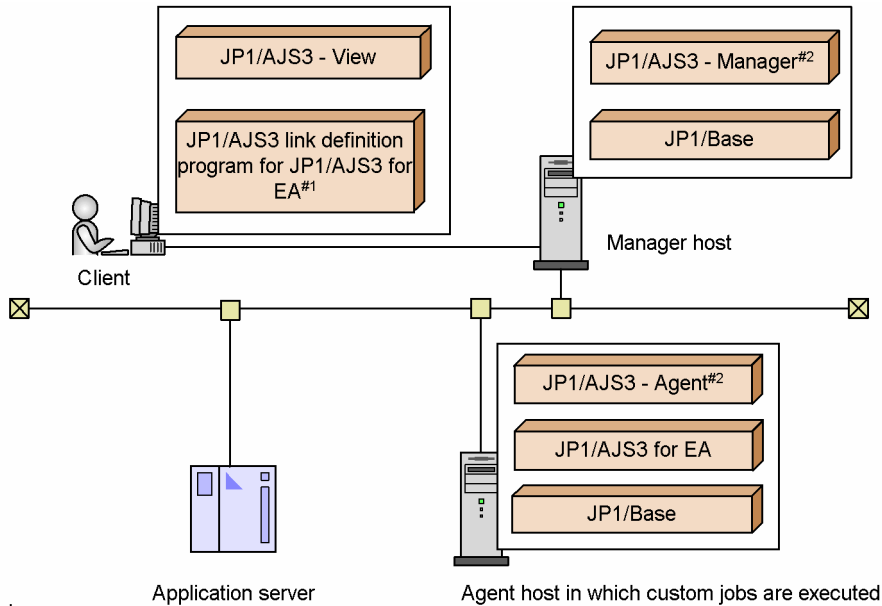 JP1/AJS3 - View
JP1/AJS3 link definition
program for JP1/AJS3 for
EA#1
JP1/AJS3 - Manager#2
JP1/Base
Manager host
Client
JP1/AJS3 - Agent#2
JP1/AJS3 for EA
JP1/Base
Application server
Agent host in which custom jobs are executed